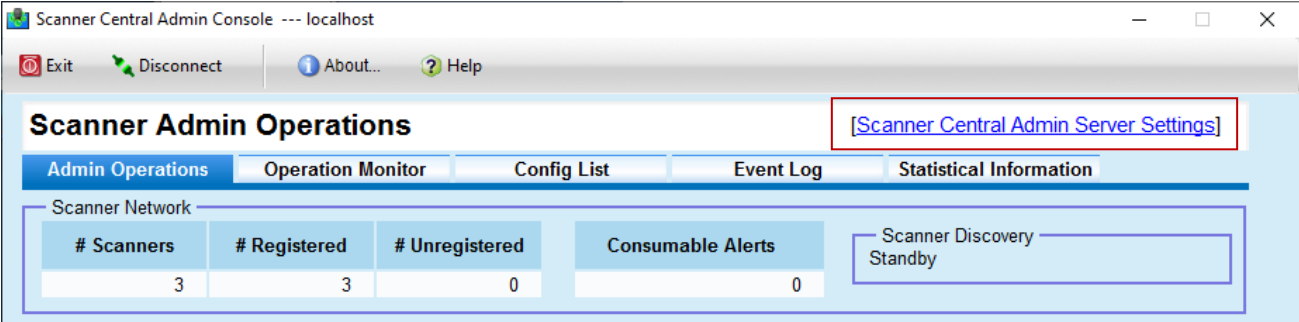 Scanner Central Admin Console --- localhost
Exit Disconnect About... Help
Scanner Admin Operations [Scanner Central Admin Server Settings]
Admin Operations Operation Monitor Config List Event Log Statistical Information
Scanner Network
# Scanners # Registered # Unregistered Consumable Alerts Scanner Discovery
Standby
3 3 0 0